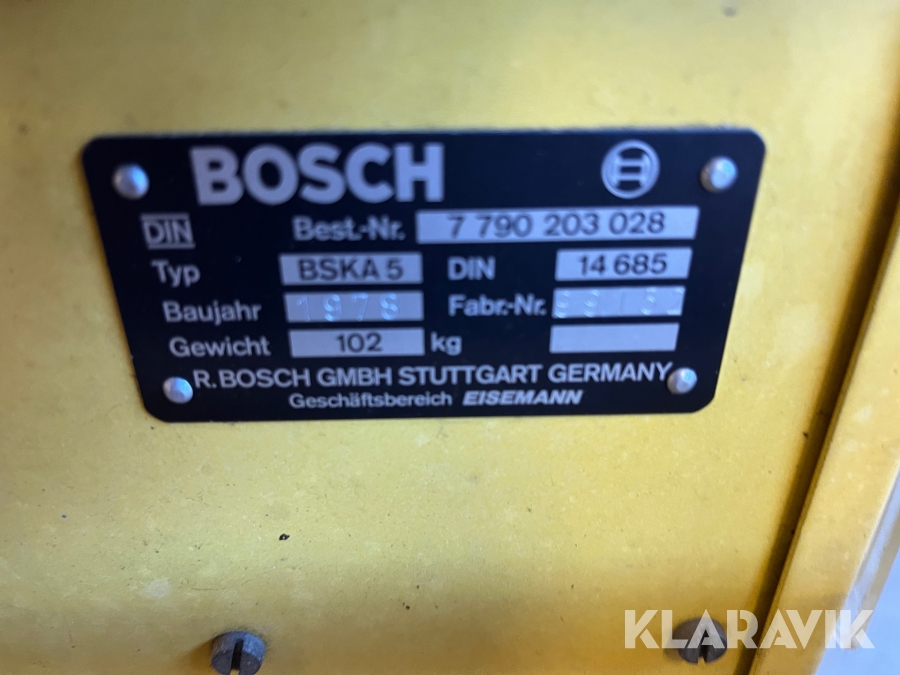 BOSCH
DIN Best.-Nr. 7 790 203 028
Typ BSKA 5 DIN 14 685
Baujahr 1978 Fabr.-Nr.
Gewicht 102 kg
R. BOSCH GMBH STUTTGART GERMANY
Geschäftsbereich EISEMANN
KLARAVIK